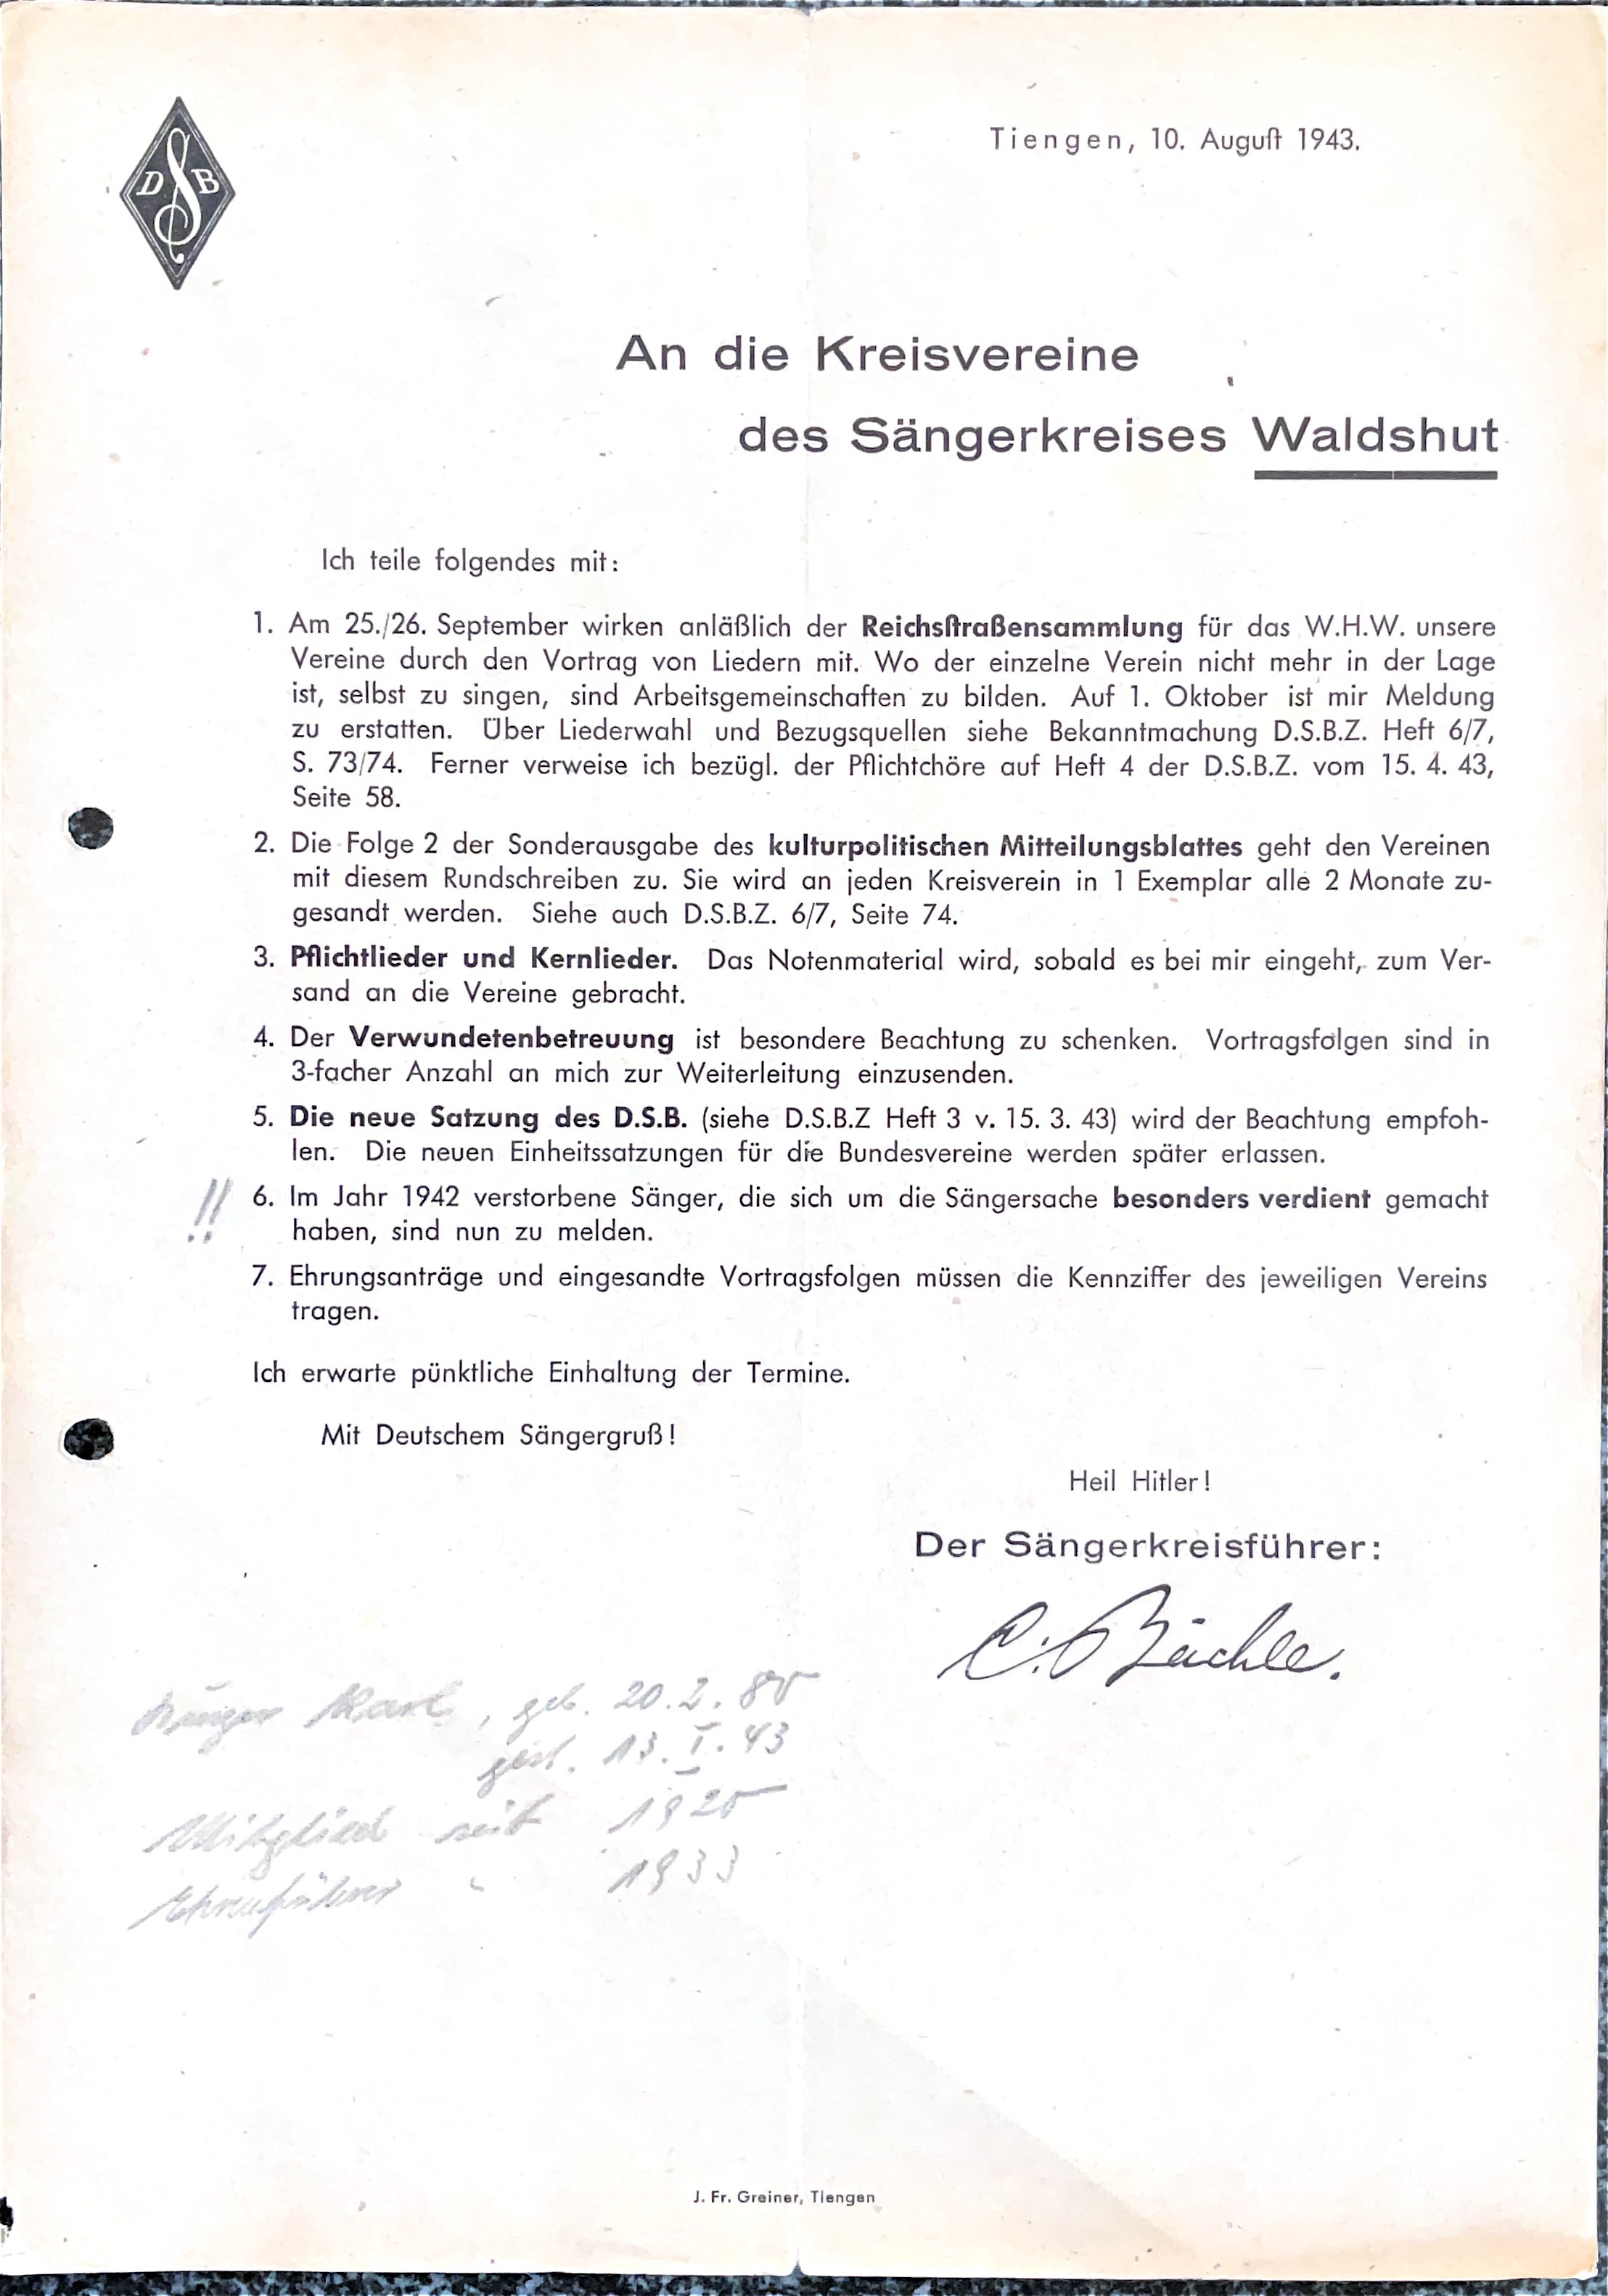 D S B
Tiengen, 10. August 1943.
An die Kreisvereine
des Sängerkreises Waldshut
Ich teile folgendes mit:
1. Am 25./26. September wirken anläßlich der Reichsstraßensammlung für das W.H.W. unsere
Vereine durch den Vortrag von Liedern mit. Wo der einzelne Verein nicht mehr in der Lage
ist, selbst zu singen, sind Arbeitsgemeinschaften zu bilden. Auf 1. Oktober ist mir Meldung
zu erstatten. Über Liederwahl und Bezugsquellen siehe Bekanntmachung D.S.B.Z. Heft 6/7,
S. 73/74. Ferner verweise ich bezügl. der Pflichtchöre auf Heft 4 der D.S.B.Z. vom 15. 4. 43,
Seite 58.
2. Die Folge 2 der Sonderausgabe des kulturpolitischen Mitteilungsblattes geht den Vereinen
mit diesem Rundschreiben zu. Sie wird an jeden Kreisverein in 1 Exemplar alle 2 Monate zu-
gesandt werden. Siehe auch D.S.B.Z. 6/7, Seite 74.
3. Pflichtlieder und Kernlieder. Das Notenmaterial wird, sobald es bei mir eingeht, zum Ver-
sand an die Vereine gebracht.
4. Der Verwundetenbetreuung ist besondere Beachtung zu schenken. Vortragsfolgen sind in
3-facher Anzahl an mich zur Weiterleitung einzusenden.
5. Die neue Satzung des D.S.B. (siehe D.S.B.Z Heft 3 v. 15. 3. 43) wird der Beachtung empfoh-
len. Die neuen Einheitssatzungen für die Bundesvereine werden später erlassen.
!! 6. Im Jahr 1942 verstorbene Sänger, die sich um die Sängersache besonders verdient gemacht
haben, sind nun zu melden.
7. Ehrungsanträge und eingesandte Vortragsfolgen müssen die Kennziffer des jeweiligen Vereins
tragen.
Ich erwarte pünktliche Einhaltung der Termine.
Mit Deutschem Sängergruß!
Heil Hitler!
Der Sängerkreisführer:
C. Bächle.
Karl, geb. 20.2.
gest. 13. I. 43
Mitglied seit 1920
" 1933
J. Fr. Greiner, Tiengen